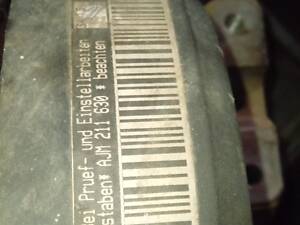 bei Pruef- und Einstellarbeiten
staben* AJM 211 630 * beachten